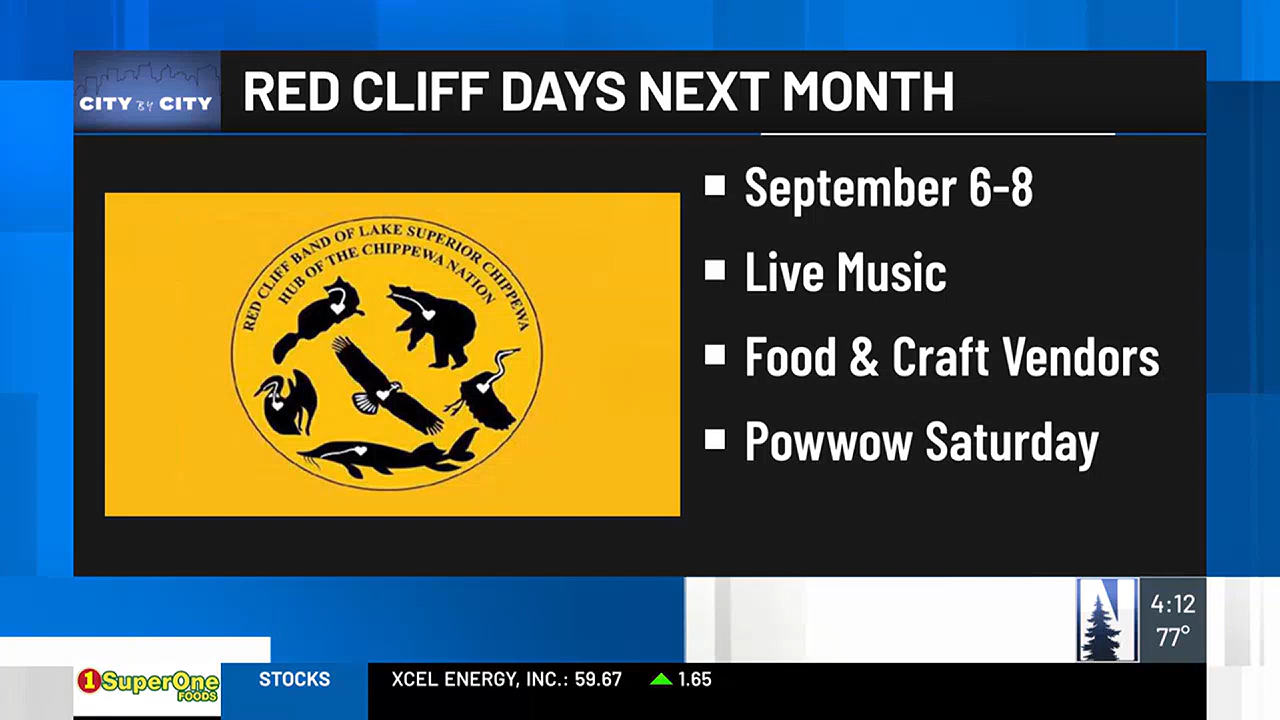 CITY BY CITY
RED CLIFF DAYS NEXT MONTH
RED CLIFF BAND OF LAKE SUPERIOR CHIPPEWA
HUB OF THE CHIPPEWA NATION
September 6-8
Live Music
Food & Craft Vendors
Powwow Saturday
N
4:12
77°
1 SuperOne
FOODS
STOCKS
XCEL ENERGY, INC.: 59.67 ▲ 1.65